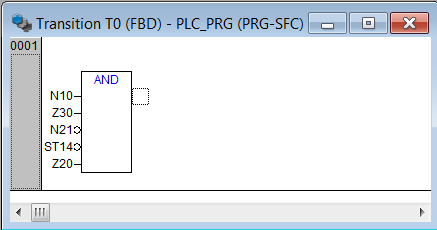 Transition T0 (FBD) - PLC_PRG (PRG-SFC)
0001
AND
N10
Z30
N21
ST14
Z20